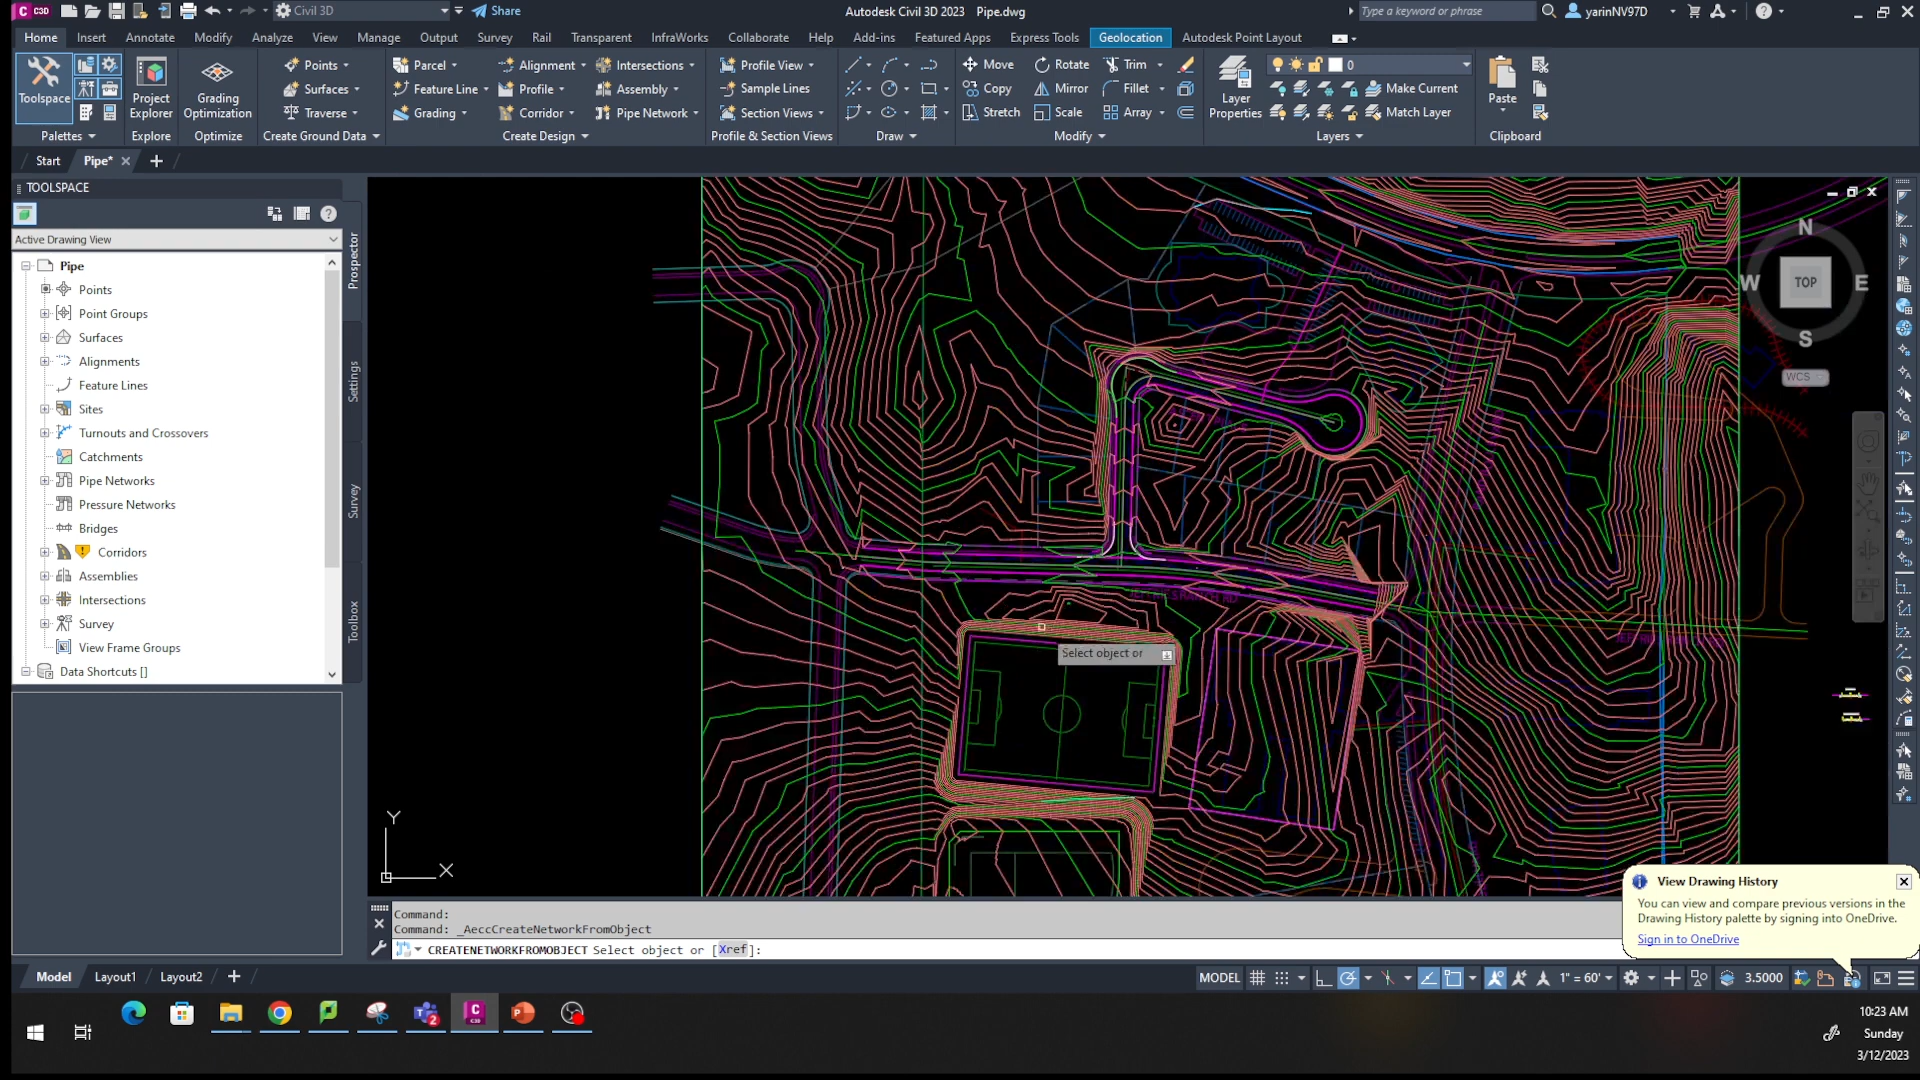 C C3D
Civil 3D
Share
Autodesk Civil 3D 2023 Pipe.dwg
Type a keyword or phrase
yarinNV97D
Home Insert Annotate Modify Analyze View Manage Output Survey Rail Transparent InfraWorks Collaborate Help Add-ins Featured Apps Express Tools Geolocation Autodesk Point Layout
Toolspace
Palettes
Project
Explorer
Explore
Grading
Optimization
Optimize
Points
Surfaces
Traverse
Create Ground Data
Parcel
Feature Line
Grading
Alignment
Profile
Corridor
Intersections
Assembly
Pipe Network
Create Design
Profile View
Sample Lines
Section Views
Profile & Section Views
Draw
Move
Copy
Stretch
Rotate
Mirror
Scale
Trim
Fillet
Array
Modify
Layer
Properties
0
Make Current
Match Layer
Layers
Paste
Clipboard
Start
Pipe*
TOOLSPACE
Active Drawing View
Pipe
Points
Point Groups
Surfaces
Alignments
Feature Lines
Sites
Turnouts and Crossovers
Catchments
Pipe Networks
Pressure Networks
Bridges
Corridors
Assemblies
Intersections
Survey
View Frame Groups
Data Shortcuts []
Prospector
Settings
Survey
Toolbox
N
W
TOP
E
S
WCS
Select object or
Y
X
Command:
Command: _AeccCreateNetworkFromObject
CREATENETWORKFROMOBJECT Select object or [Xref]:
View Drawing History
You can view and compare previous versions in the
Drawing History palette by signing into OneDrive.
Sign in to OneDrive
Model Layout1 Layout2
MODEL
1" = 60'
3.5000
2
C
C3D
10:23 AM
Sunday
3/12/2023